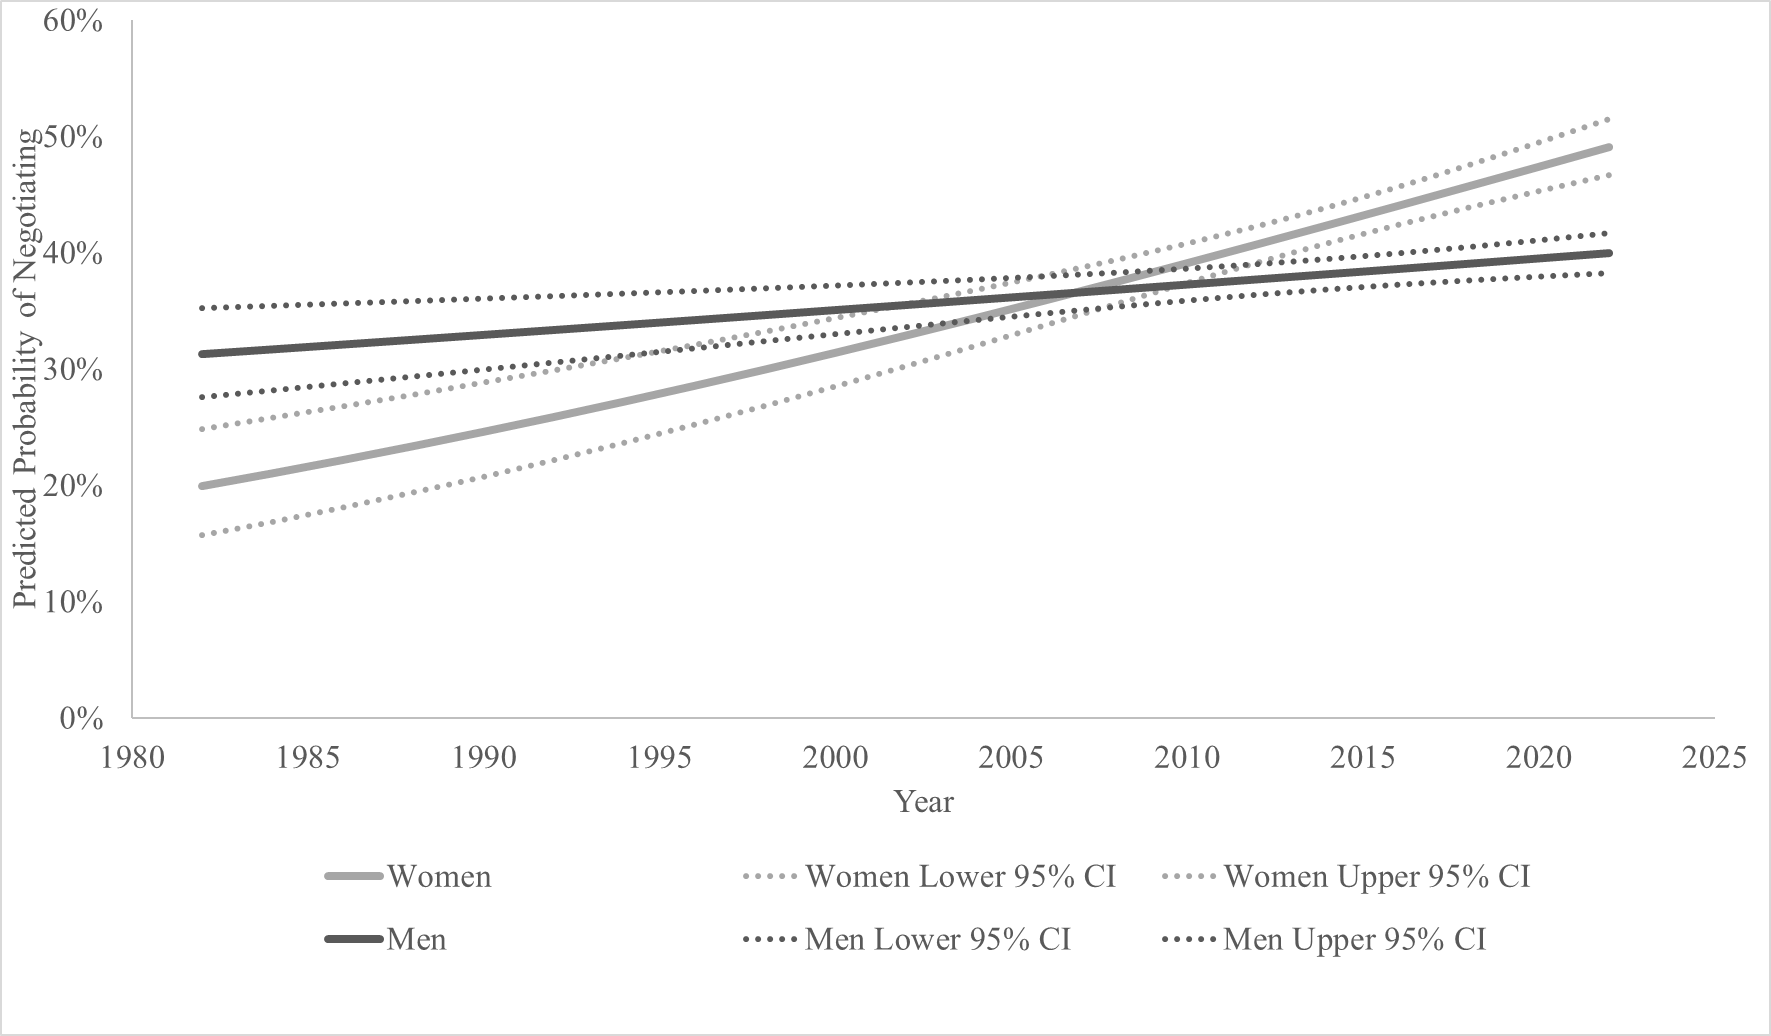 60%
50%
40%
30%
20%
10%
0%
Predicted Probability of Negotiating
1980 1985 1990 1995 2000 2005 2010 2015 2020 2025
Year
Women Women Lower 95% CI Women Upper 95% CI
Men Men Lower 95% CI Men Upper 95% CI